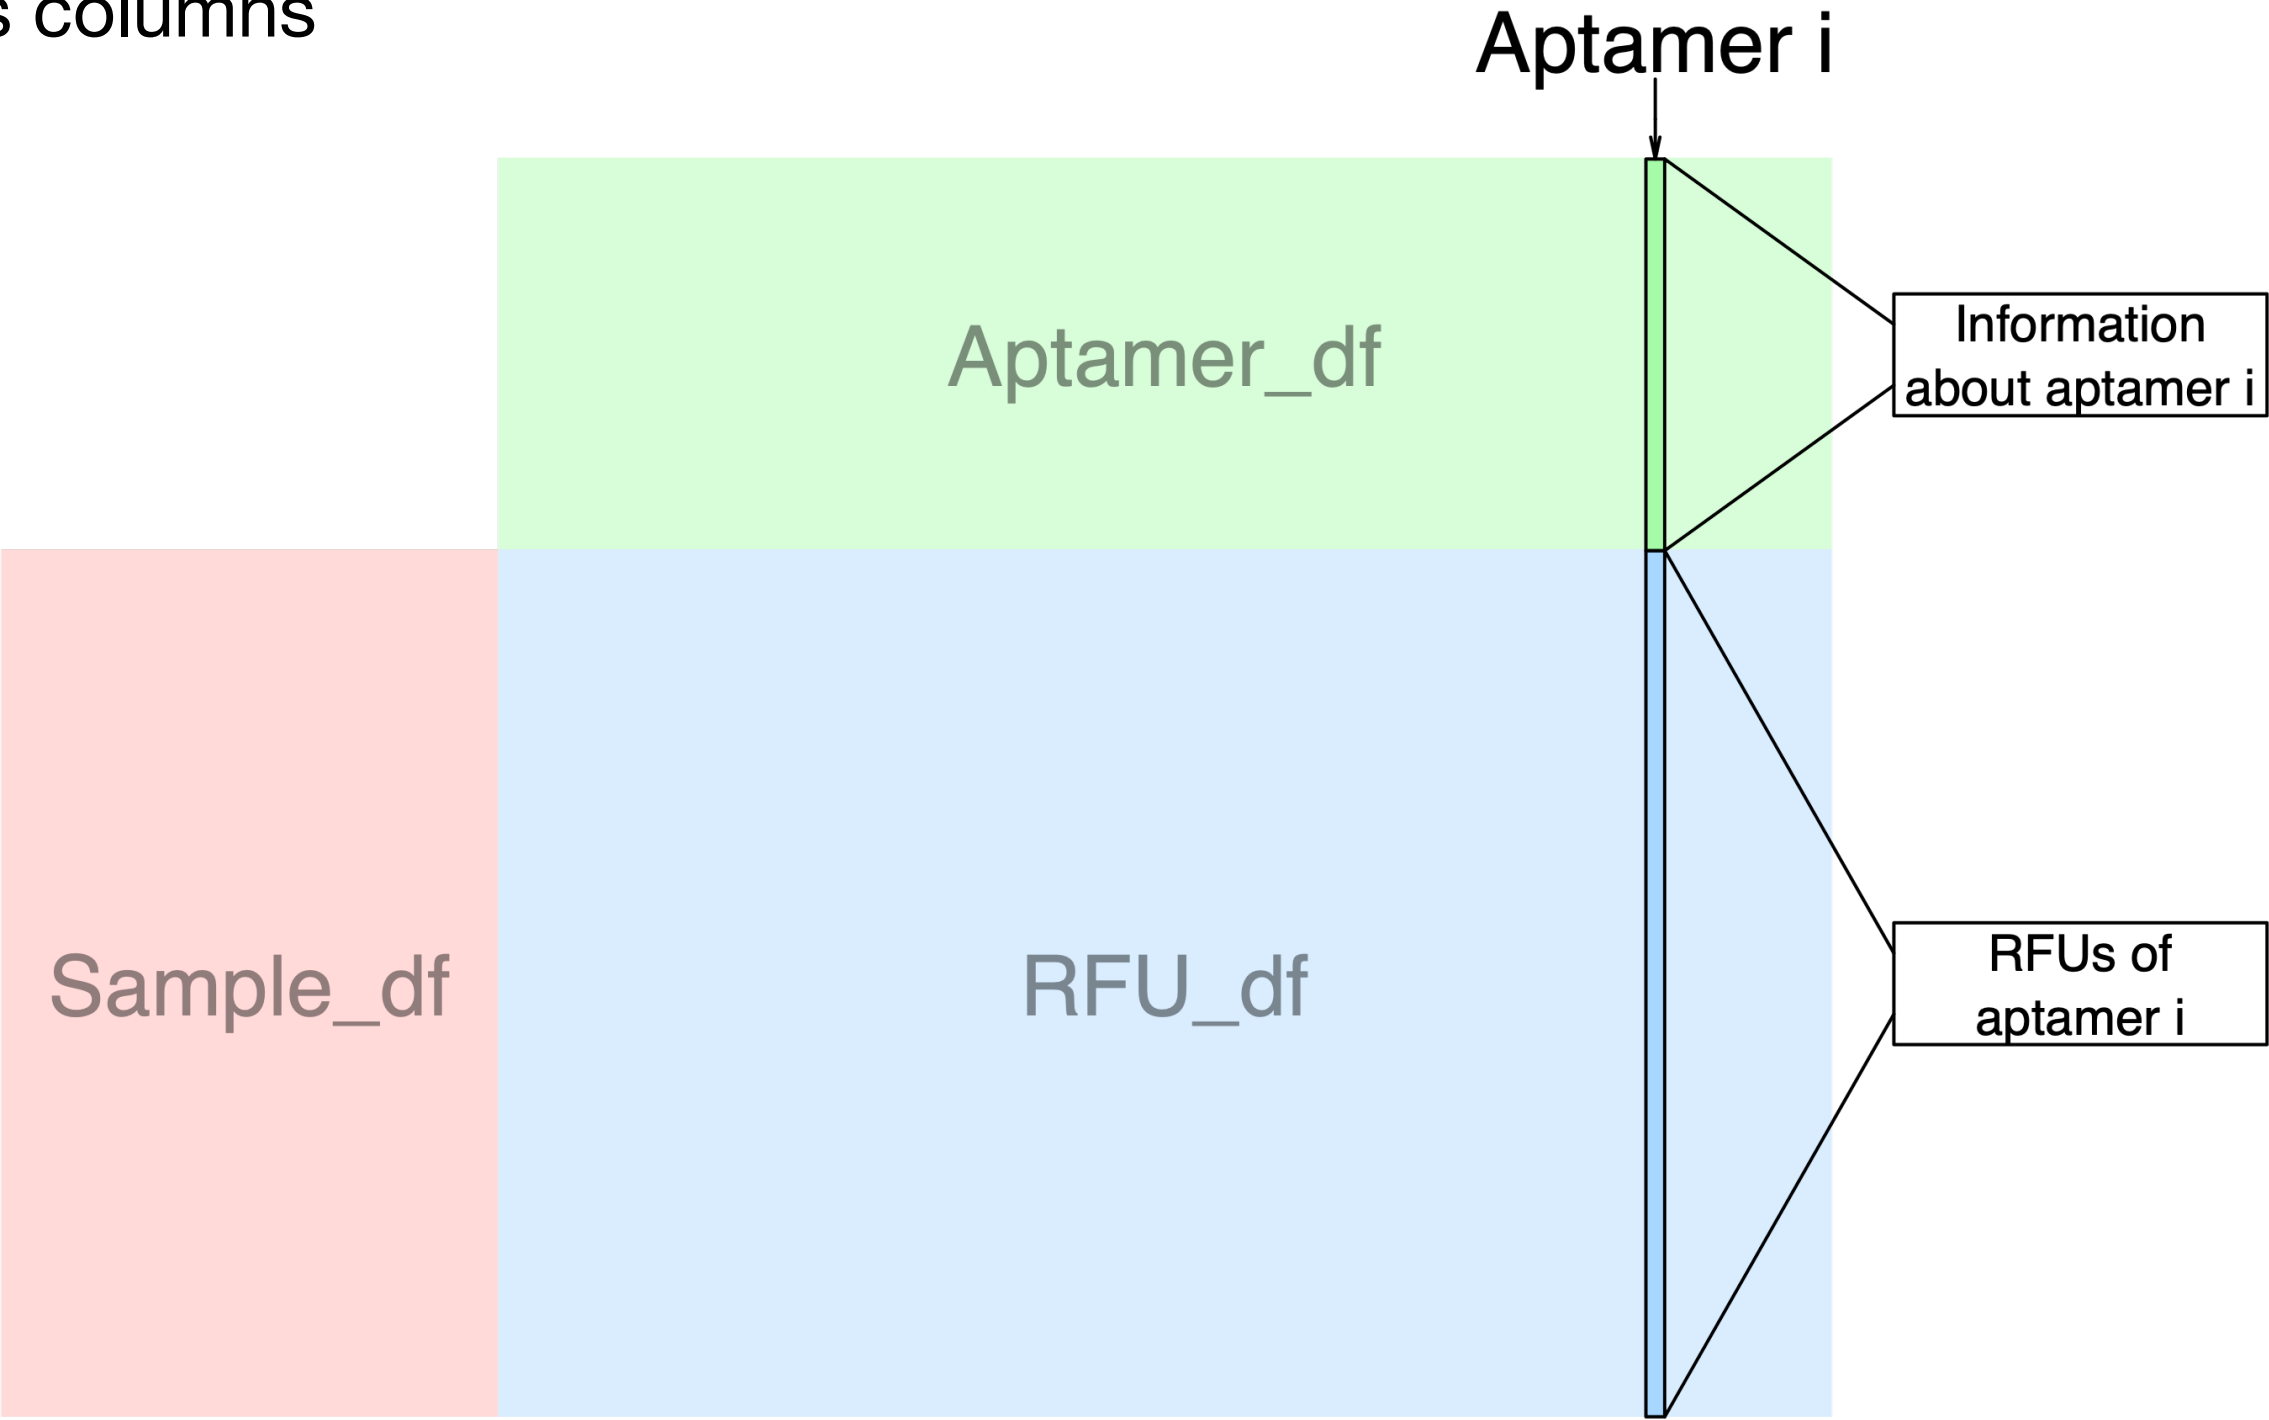 s columns
Aptamer i
Aptamer_df
Information
about aptamer i
Sample_df
RFU_df
RFUs of
aptamer i